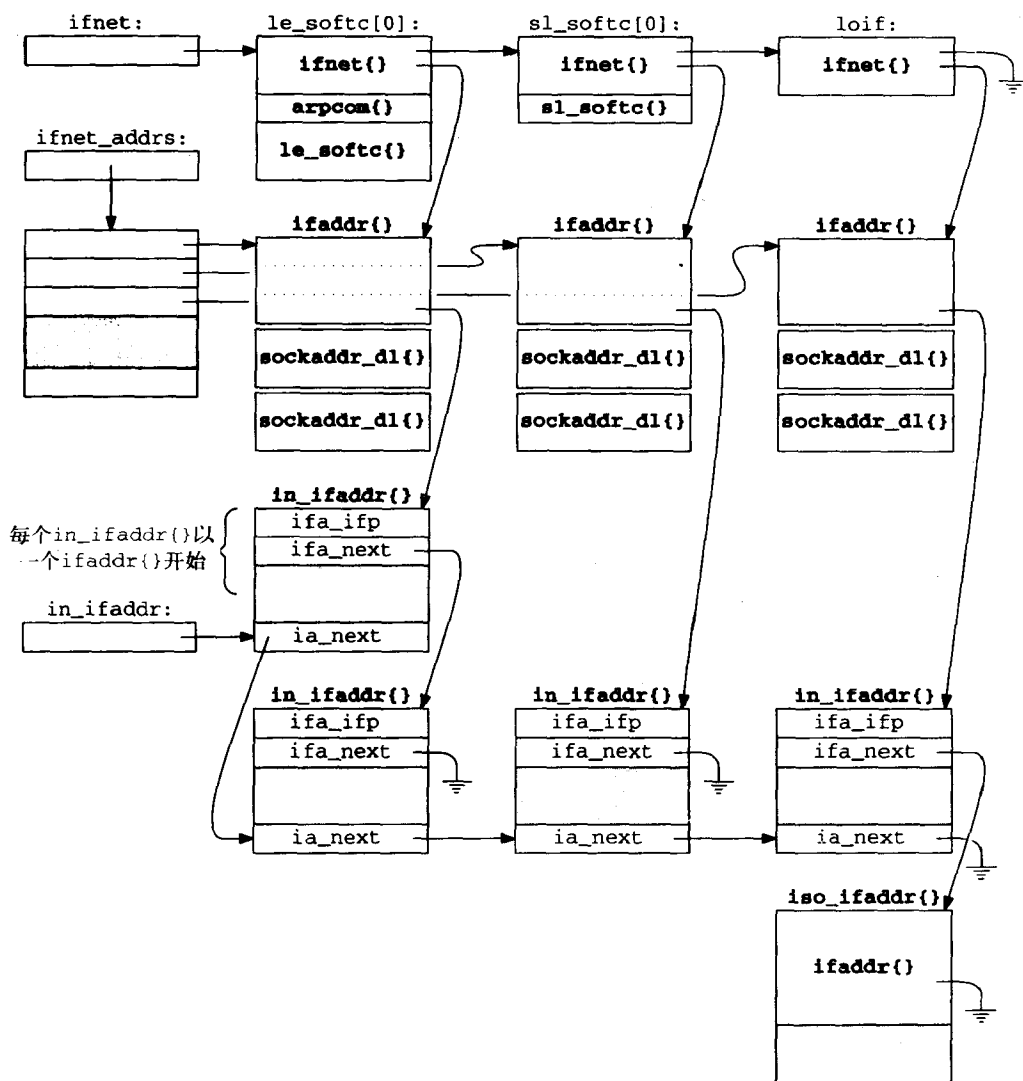 ifnet:
le_softc[0]:
sl_softc[0]:
loif:
ifnet{}
ifnet{}
ifnet{}
arpcom{}
sl_softc{}
le_softc{}
ifnet_addrs:
ifaddr{}
ifaddr{}
ifaddr{}
sockaddr_dl{}
sockaddr_dl{}
sockaddr_dl{}
sockaddr_dl{}
sockaddr_dl{}
sockaddr_dl{}
in_ifaddr{}
ifa_ifp
ifa_next
每个in_ifaddr{}以
一个ifaddr{}开始
in_ifaddr:
ia_next
in_ifaddr{}
in_ifaddr{}
in_ifaddr{}
ifa_ifp
ifa_ifp
ifa_ifp
ifa_next
ifa_next
ifa_next
ia_next
ia_next
ia_next
iso_ifaddr{}
ifaddr{}